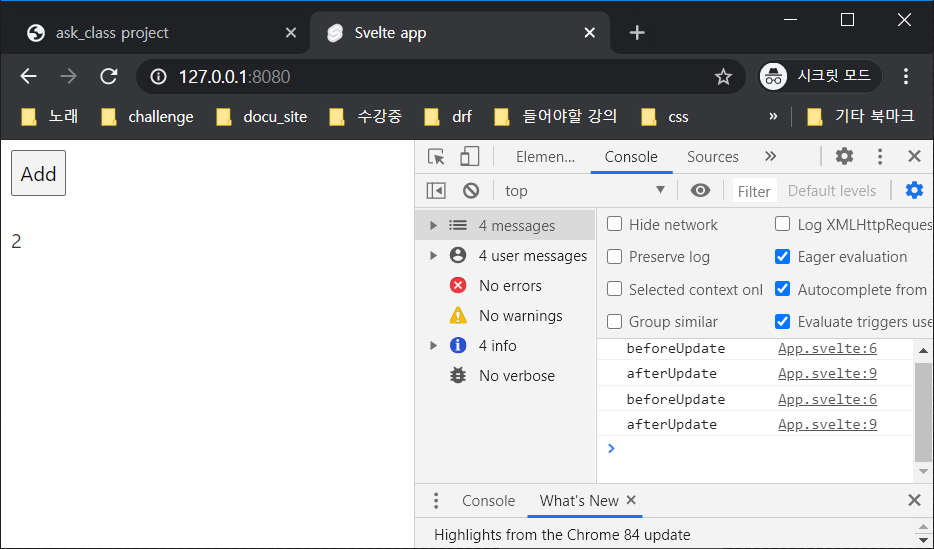 ask_class project
Svelte app
127.0.0.1:8080
시크릿 모드
노래
challenge
docu_site
수강중
drf
들어야할 강의
css
»
기타 북마크
Add
2
Elemen...
Console
Sources
»
top
Filter
Default levels
4 messages
4 user messages
No errors
No warnings
4 info
No verbose
Hide network
Log XMLHttpReques
Preserve log
Eager evaluation
Selected context onl
Autocomplete from
Group similar
Evaluate triggers use
beforeUpdate App.svelte:6
afterUpdate App.svelte:9
beforeUpdate App.svelte:6
afterUpdate App.svelte:9
>
Console
What's New
Highlights from the Chrome 84 update